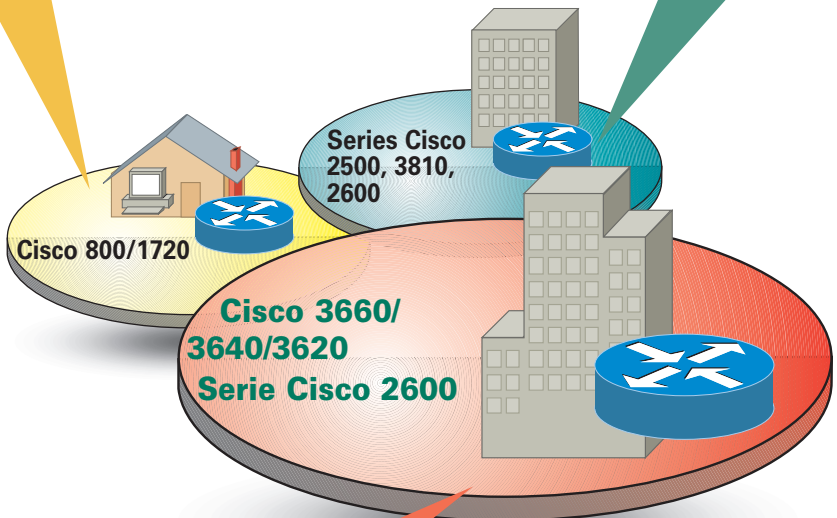 Series Cisco
2500, 3810,
2600
Cisco 800/1720
Cisco 3660/
3640/3620
Serie Cisco 2600